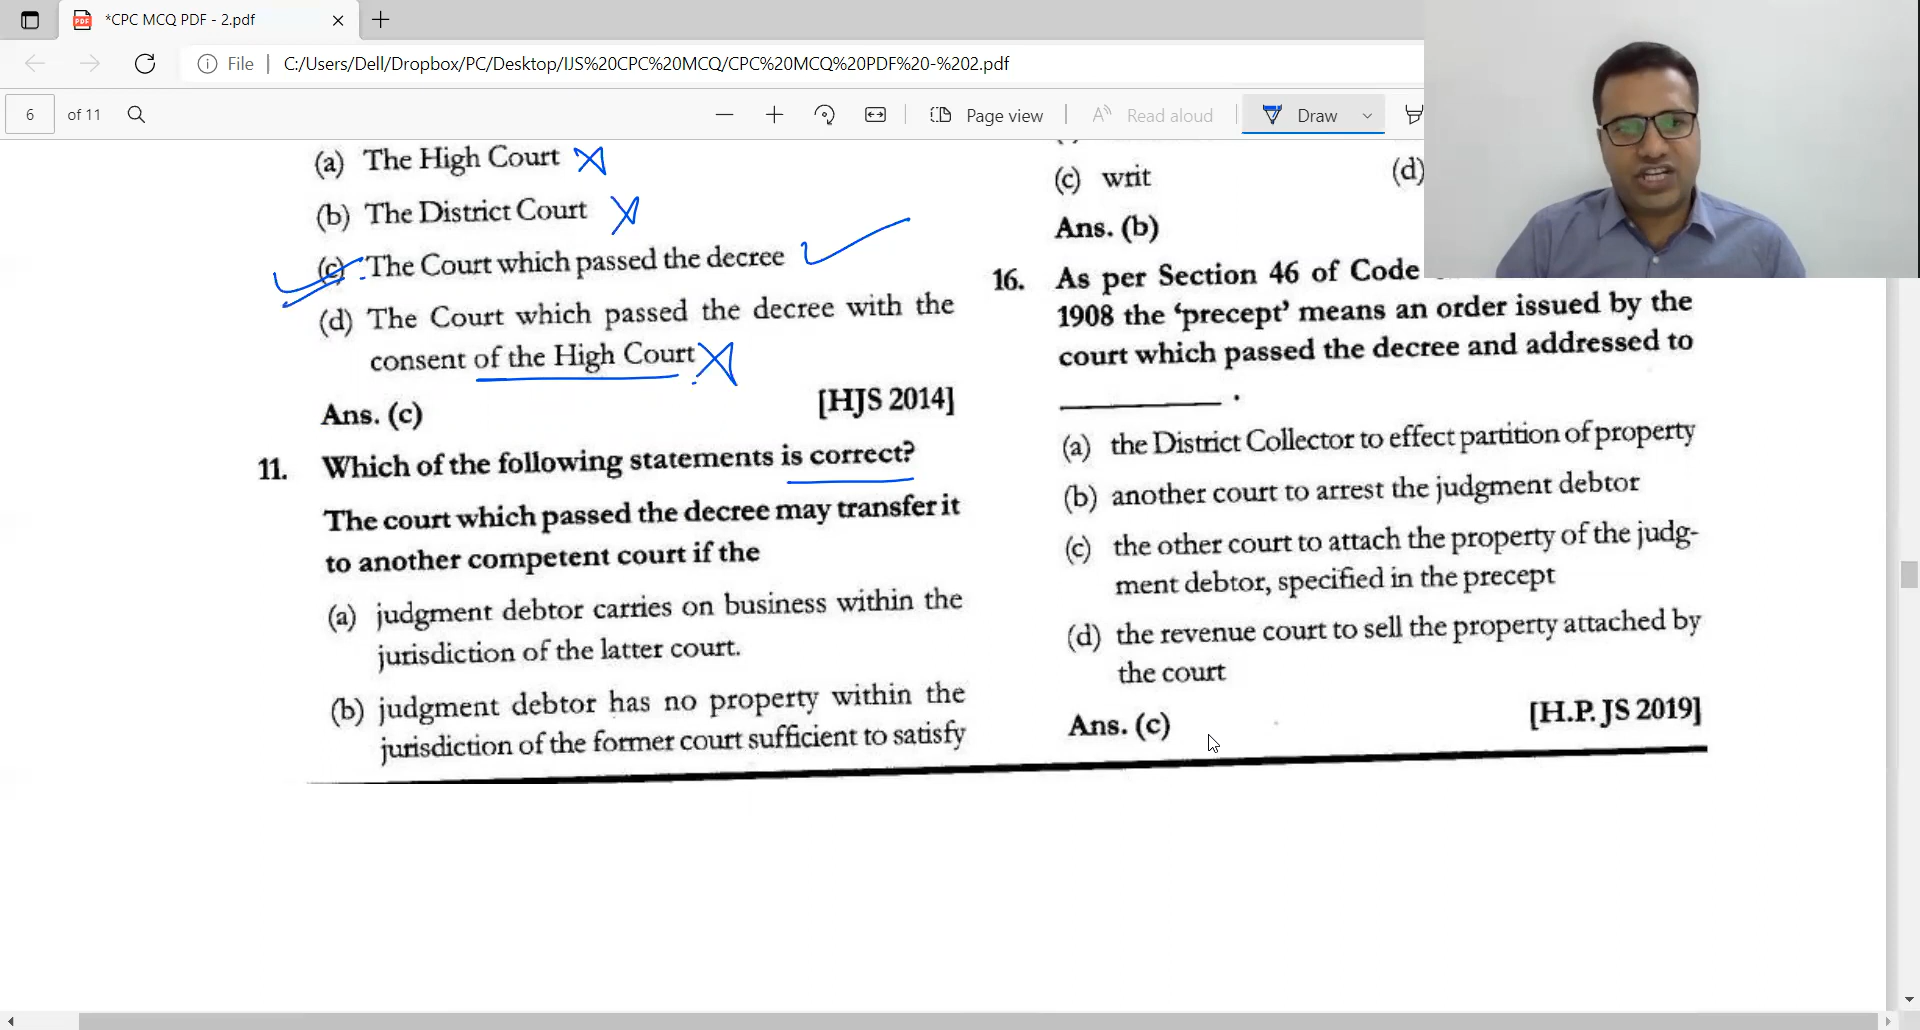 *CPC MCQ PDF - 2.pdf
File
C:/Users/Dell/Dropbox/PC/Desktop/IJS%20CPC%20MCQ/CPC%20MCQ%20PDF%20-%202.pdf
6 of 11
Page view
Read aloud
Draw
(a) The High Court
(b) The District Court
(c) The Court which passed the decree
(d) The Court which passed the decree with the
consent of the High Court
Ans. (c) [HJS 2014]
11. Which of the following statements is correct?
The court which passed the decree may transfer it
to another competent court if the
(a) judgment debtor carries on business within the
jurisdiction of the latter court.
(b) judgment debtor has no property within the
jurisdiction of the former court sufficient to satisfy
(c) writ (d)
Ans. (b)
16. As per Section 46 of Code
1908 the ‘precept’ means an order issued by the
court which passed the decree and addressed to
____________ .
(a) the District Collector to effect partition of property
(b) another court to arrest the judgment debtor
(c) the other court to attach the property of the judg-
ment debtor, specified in the precept
(d) the revenue court to sell the property attached by
the court
Ans. (c) [H.P. JS 2019]